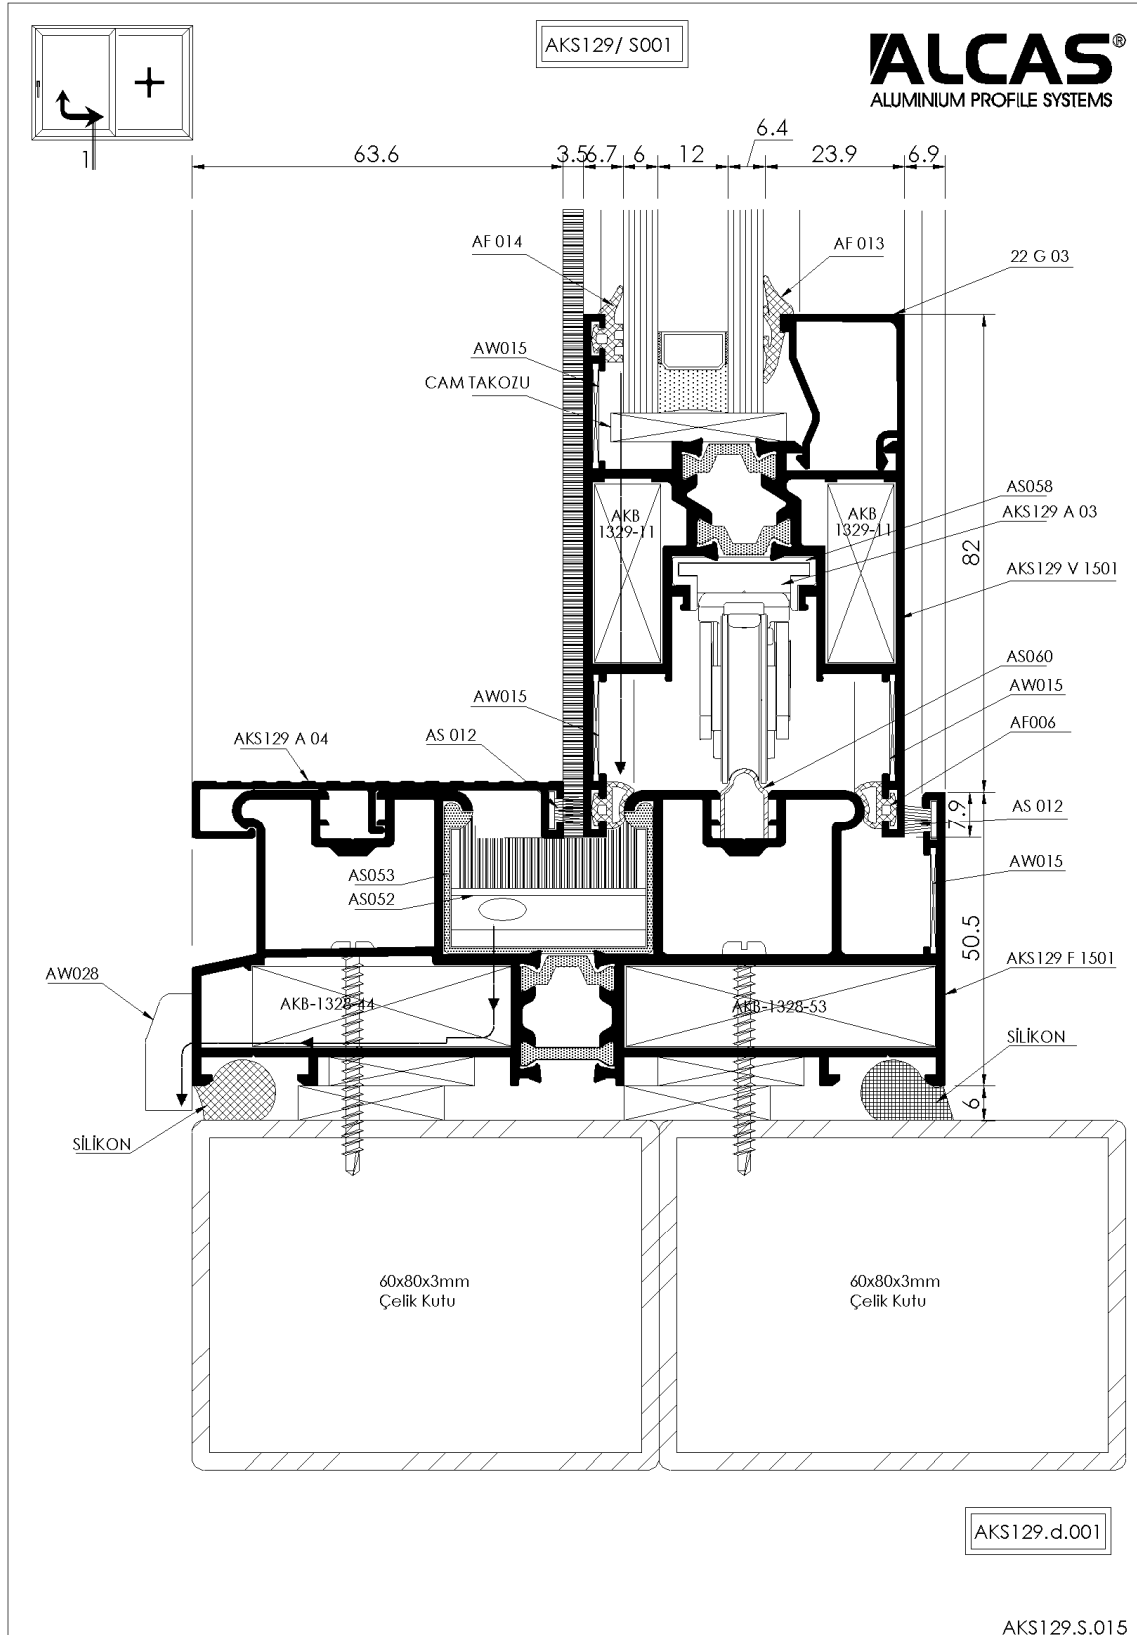 AKS129/ S001
ALCAS®
ALUMINIUM PROFILE SYSTEMS
1
63.6
3.5
6.7
6
12
6.4
23.9
6.9
AF 014
AF 013
22 G 03
AW015
CAM TAKOZU
AKB
1329-11
AKB
1329-11
AS058
AKS129 A 03
82
AKS129 V 1501
AS060
AW015
AW015
AF006
AKS129 A 04
AS 012
7.9
AS 012
AS053
AW015
AS052
50.5
AKS129 F 1501
AW028
AKB-1328-44
AKB-1328-53
SİLİKON
6
SİLİKON
60x80x3mm
Çelik Kutu
60x80x3mm
Çelik Kutu
AKS129.d.001
AKS129.S.015